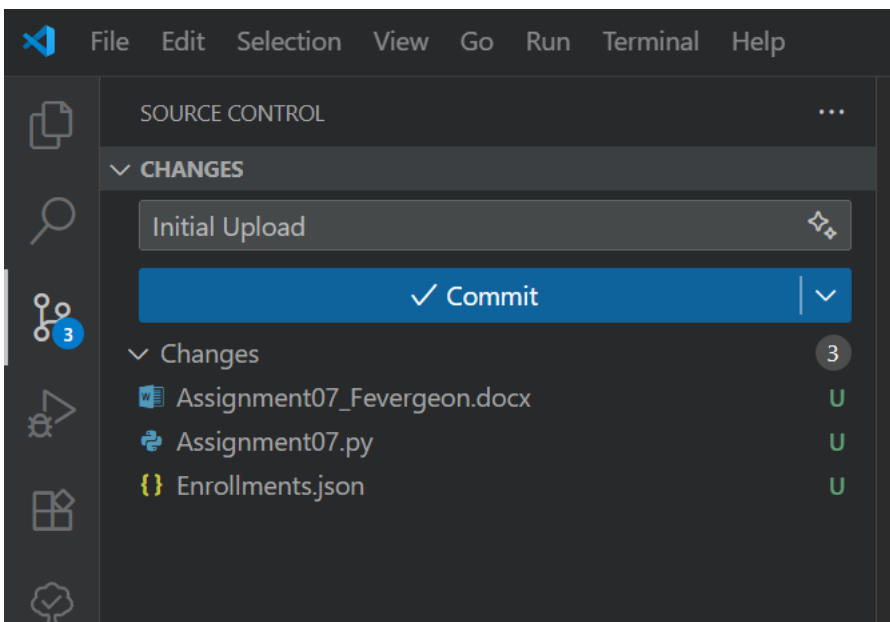 File Edit Selection View Go Run Terminal Help
SOURCE CONTROL
CHANGES
Initial Upload
Commit
3
Changes 3
Assignment07_Fevergeon.docx U
Assignment07.py U
{} Enrollments.json U